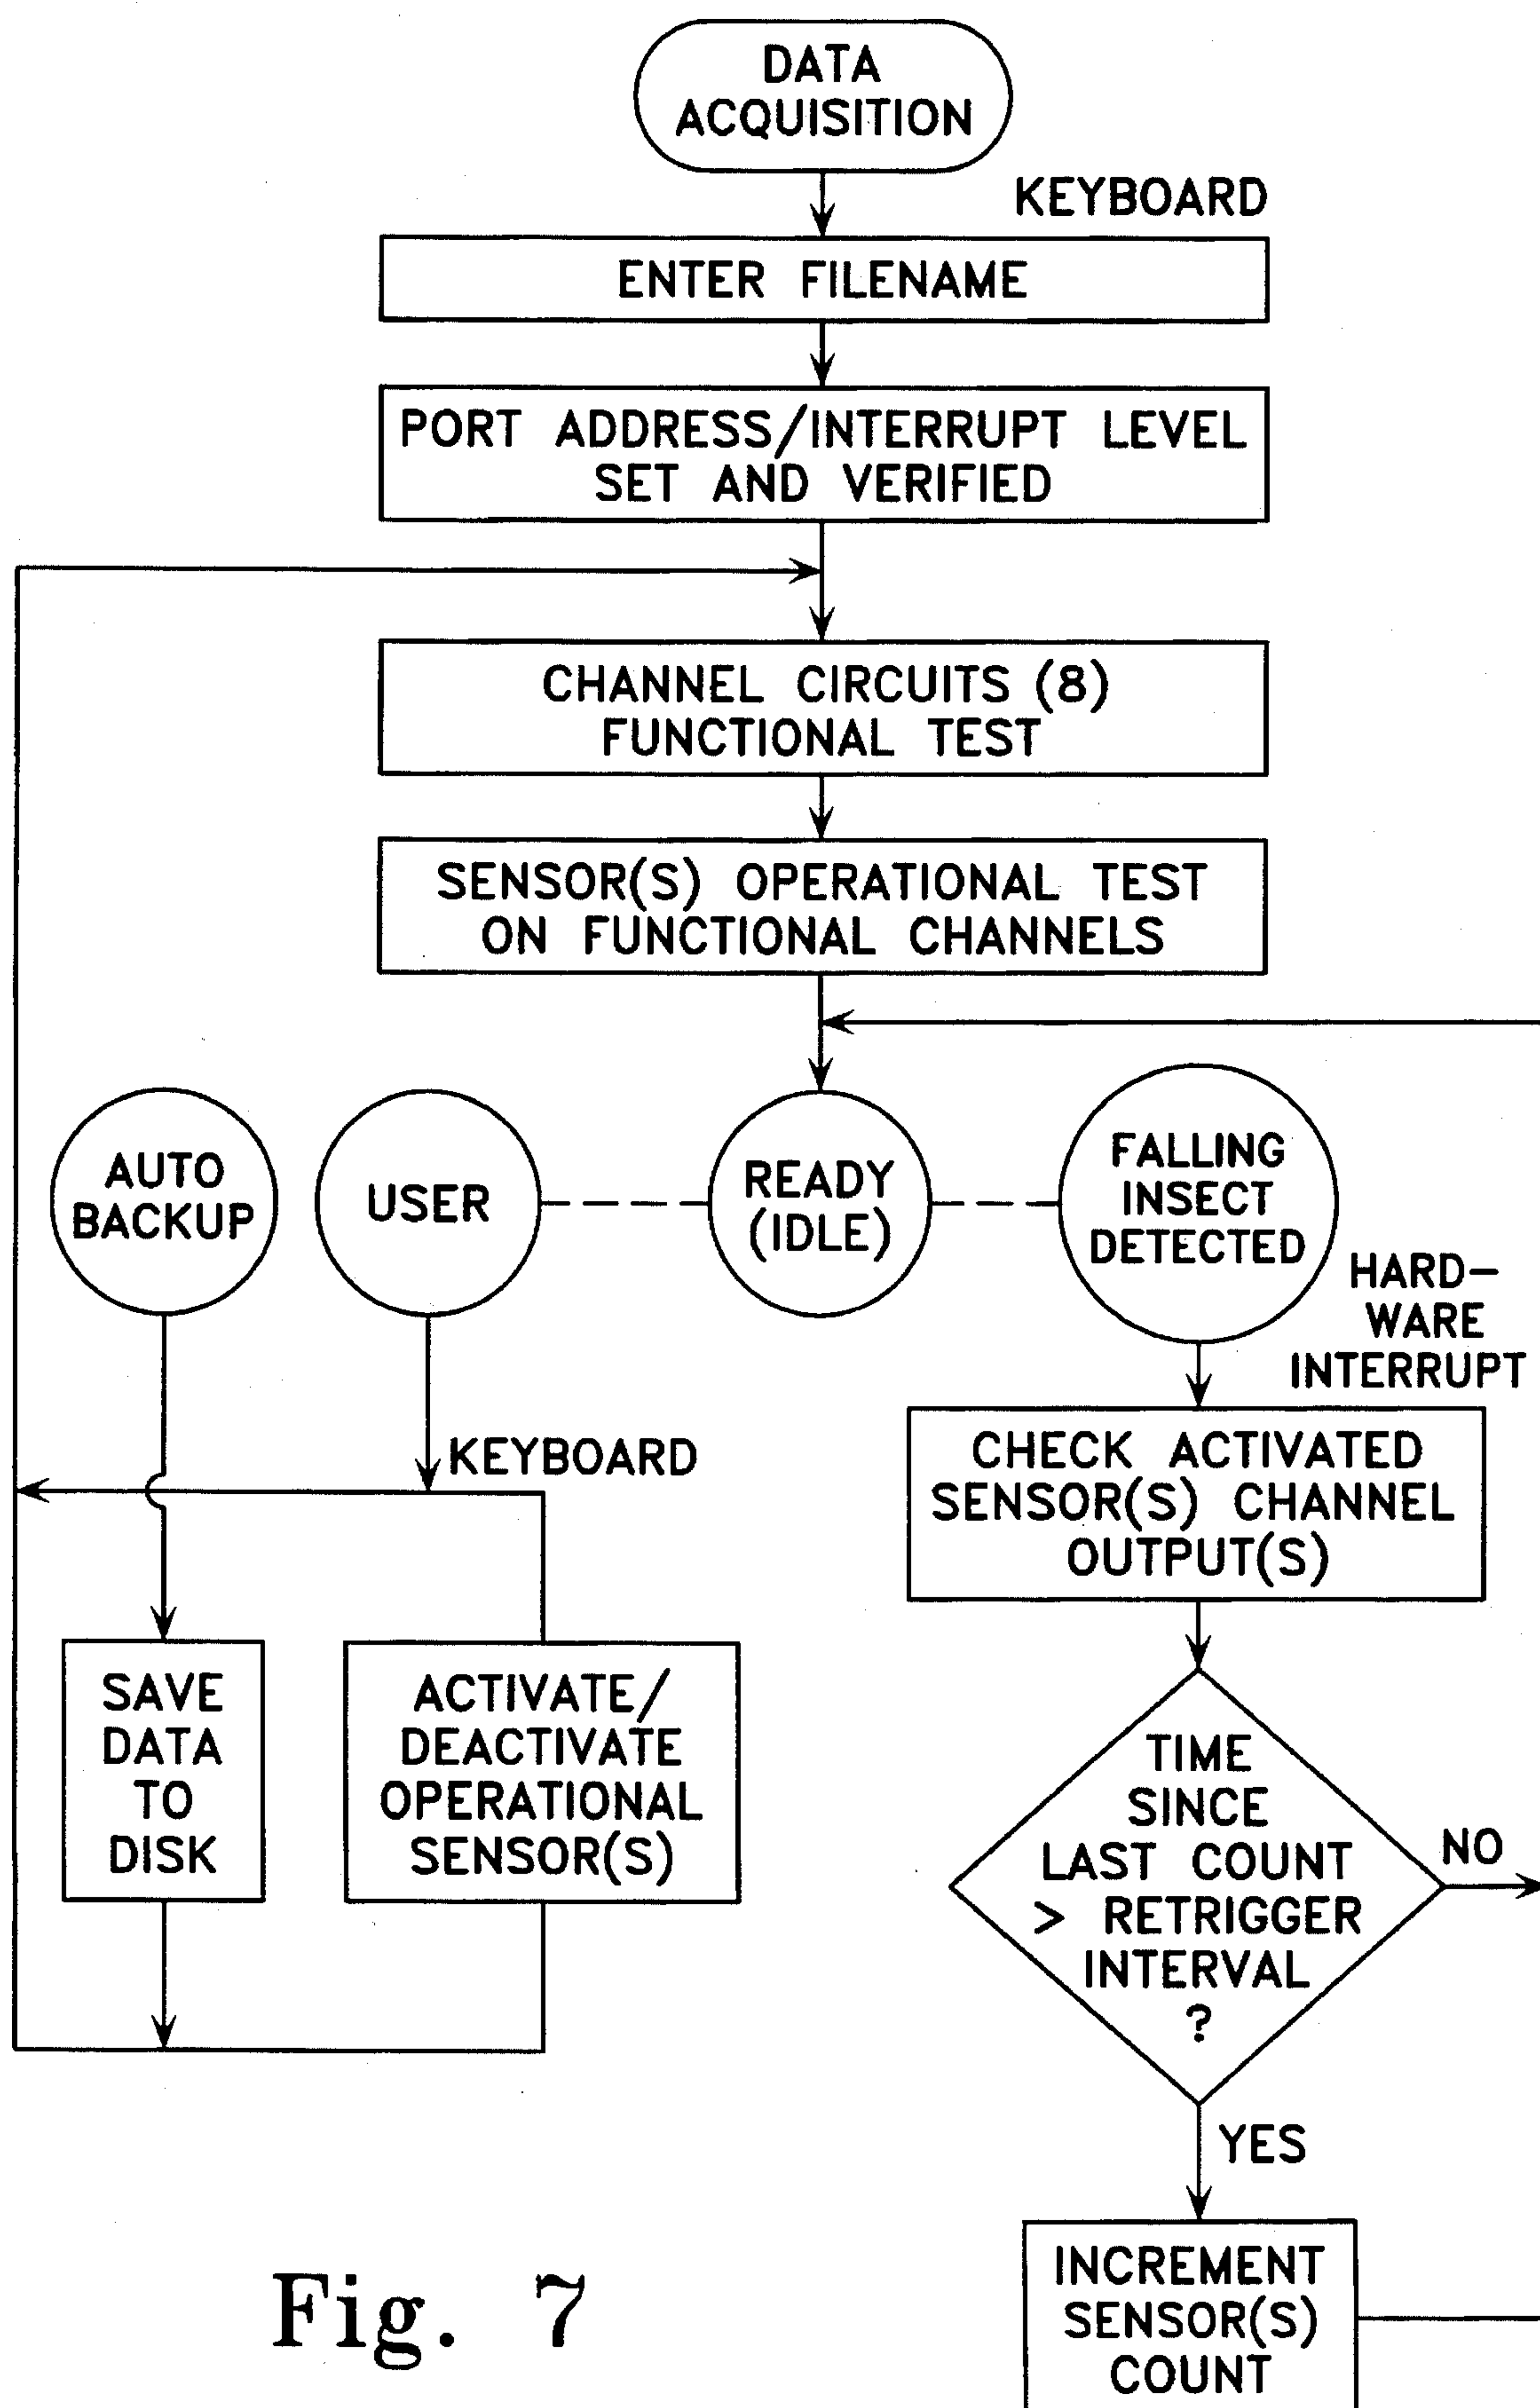 DATA
ACQUISITION
KEYBOARD
ENTER FILENAME
PORT ADDRESS/INTERRUPT LEVEL
SET AND VERIFIED
CHANNEL CIRCUITS (8)
FUNCTIONAL TEST
SENSOR(S) OPERATIONAL TEST
ON FUNCTIONAL CHANNELS
AUTO
BACKUP
USER
READY
(IDLE)
FALLING
INSECT
DETECTED
HARD-
WARE
INTERRUPT
KEYBOARD
CHECK ACTIVATED
SENSOR(S) CHANNEL
OUTPUT(S)
SAVE
DATA
TO
DISK
ACTIVATE/
DEACTIVATE
OPERATIONAL
SENSOR(S)
TIME
SINCE
LAST COUNT
> RETRIGGER
INTERVAL
?
NO
YES
INCREMENT
SENSOR(S)
COUNT
Fig. 7